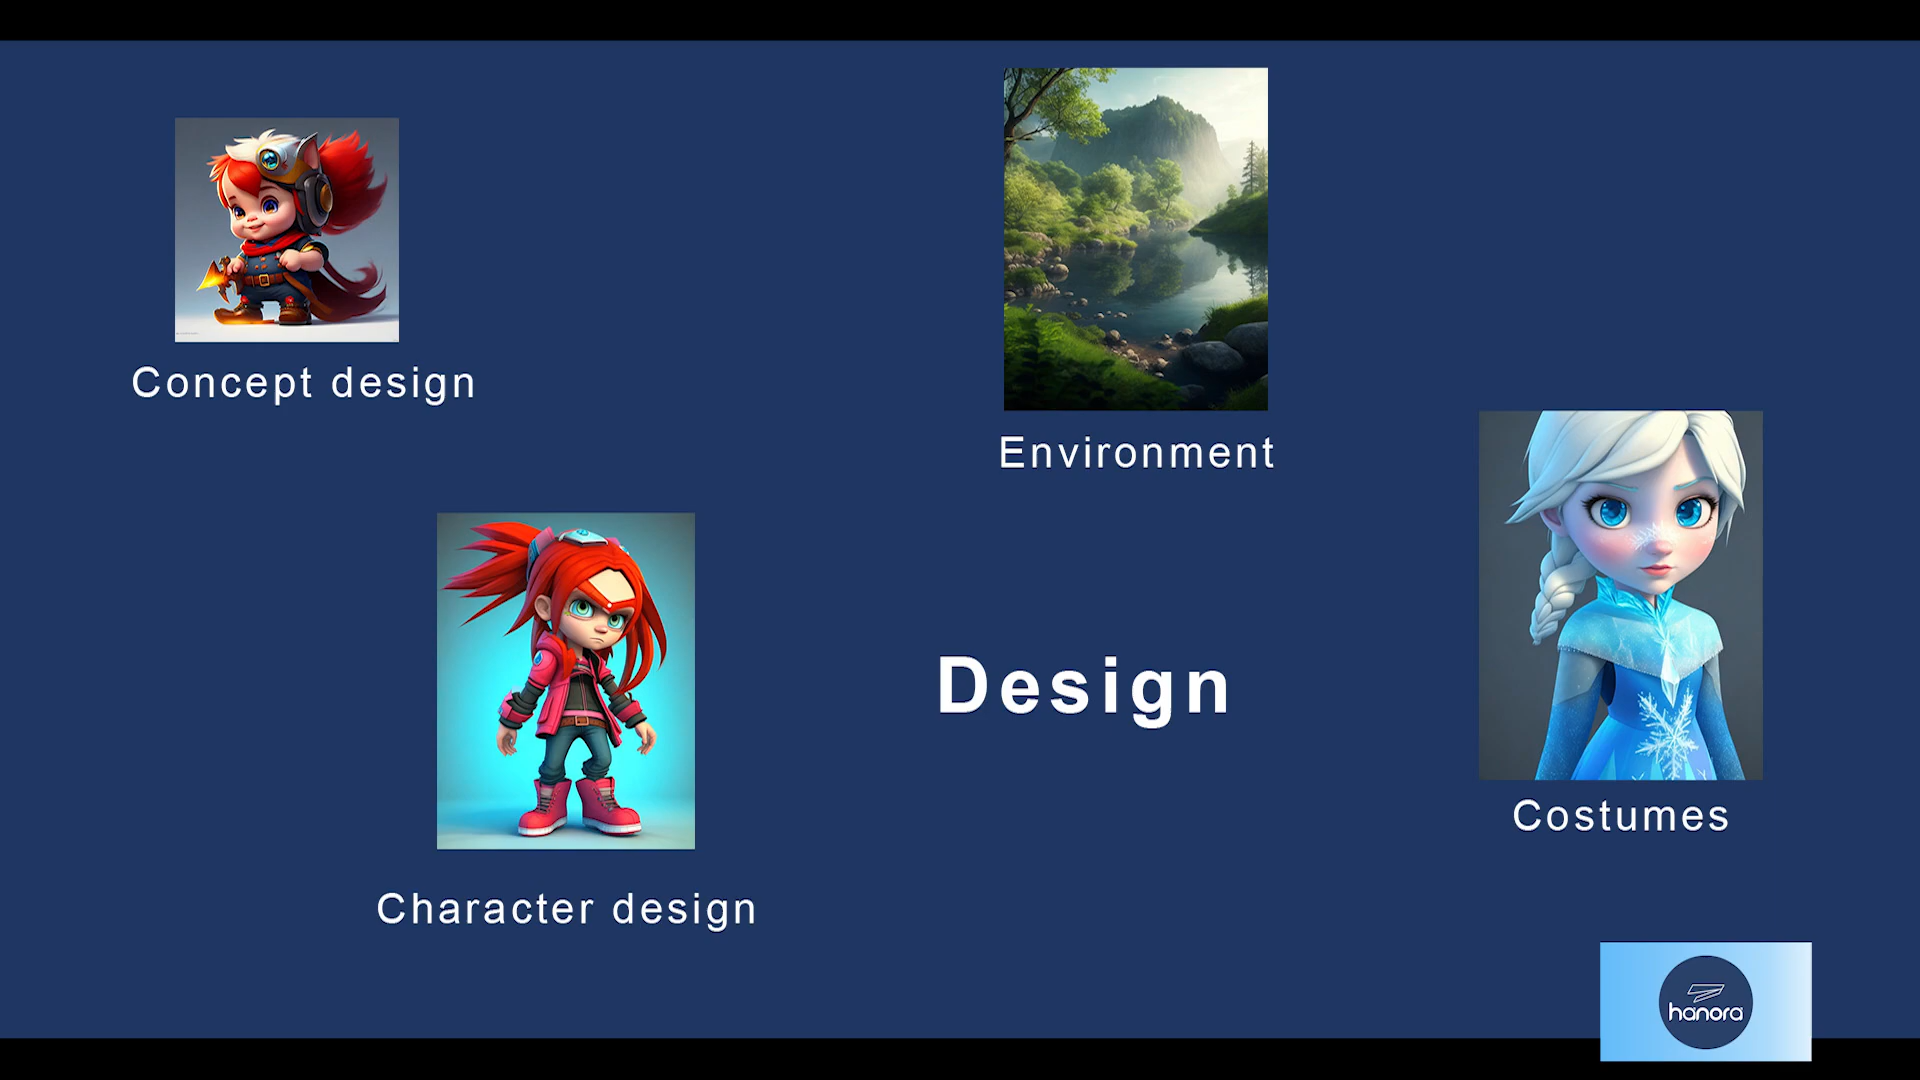 Concept design
Environment
Design
Costumes
Character design
hanora